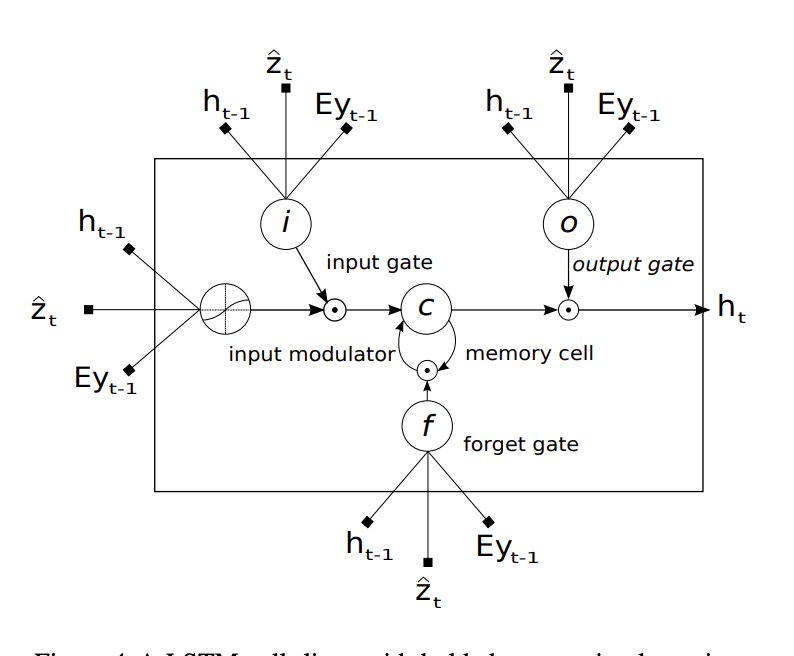 ẑt
ẑt
ht-1
Eyt-1
ht-1
Eyt-1
ht-1
i
o
input gate
output gate
ẑt
c
ht
input modulator
memory cell
Eyt-1
f
forget gate
ht-1
Eyt-1
ẑt